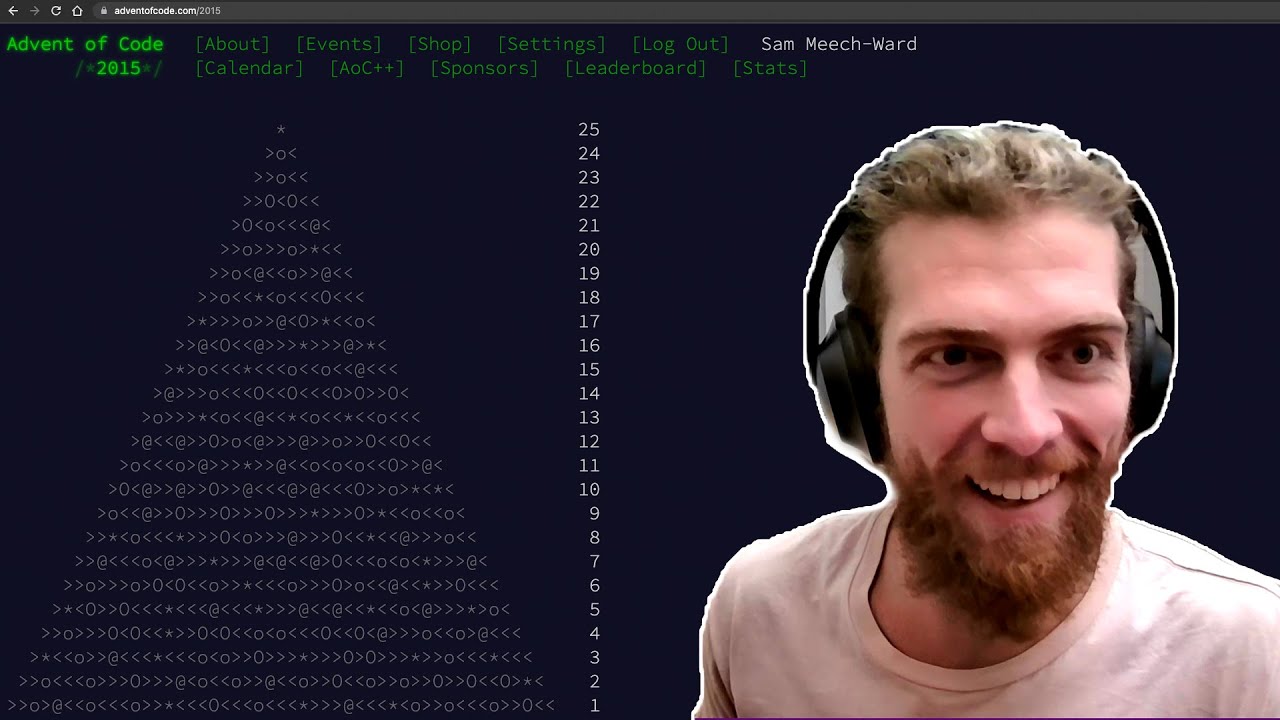 adventofcode.com/2015
Advent of Code [About] [Events] [Shop] [Settings] [Log Out] Sam Meech-Ward
/*2015*/ [Calendar] [AoC++] [Sponsors] [Leaderboard] [Stats]
* 25
>o< 24
>>o<< 23
>>O<O<< 22
>O<o<<<@< 21
>>o>>>o>*<< 20
>>o<@<<o>>@<< 19
>>o<<*<o<<<O<<< 18
>*>>>o>>@<O>*<<o< 17
>>@<O<<@>>>*>>>@>*< 16
>*>o<<<*<<<o<<o<<@<<< 15
>@>>>o<<<O<<O<<<O>O>>O< 14
>o>>>*<o<<@<<*<o<<*<<o<<< 13
>@<<@>>O>o<@>>>@>>o>>O<<O<< 12
>o<<<o>@>>>*>>@<<o<o<o<<O>>@< 11
>O<@>>@>>O>>@<<<@>@<<<O>>o>*<*< 10
>o<<@>>O>>>O>>>O>>>*>>>O>*<<o<<o< 9
>>*<o<<<*>>>O<o>>>@>>>O<<*<<@>>>o<< 8
>>@<<<o@>>>*>>>@<@<<O<<<o<o<*>>>@< 7
>>o>>>o>O<O<<o>*<<<o>>>O>o<@<<*>>O<<< 6
>*<O>>O<<<*<<<@<<<*>>>@<<@<<*<<o<@>>>*>o< 5
>>o>>>O<O<<*>>O<O<<o<o<<<O<<O<@>>>o<<o>@<<< 4
>*<<o>>@<<<*<<<o<o>>O>>>*>>>O>O>>>*>>o<<<*<<< 3
>>o<<<o>>>O>>>@<o<<o>>@<<o>>O<<o>>o>>O>>O<<O>*< 2
>>o>@<<o<<o>>*<<<O<<<o<<<*>>>@<<<*<o>>o<<<o>>O<< 1